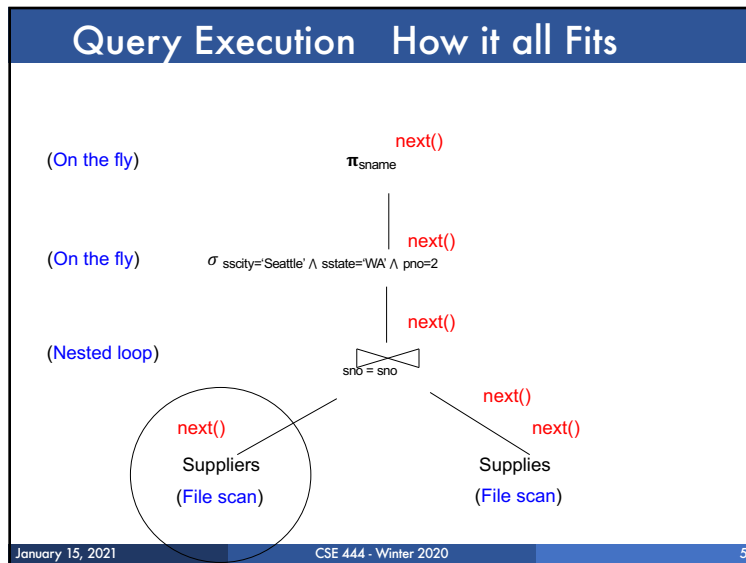 Query Execution How it all Fits
next()
(On the fly) πsname
next()
(On the fly) σ sscity='Seattle' ∧ sstate='WA' ∧ pno=2
next()
(Nested loop)
sno = sno
next()
next() next()
Suppliers Supplies
(File scan) (File scan)
January 15, 2021 CSE 444 - Winter 2020 5